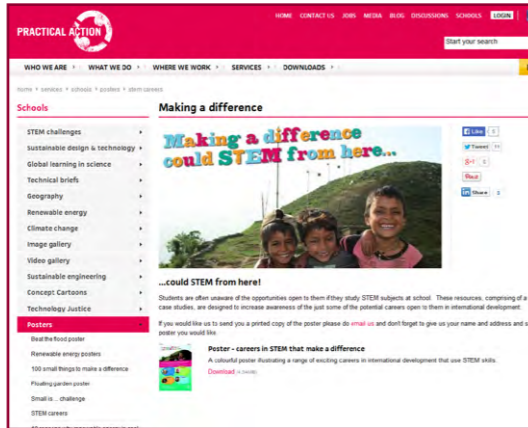 HOME CONTACT US JOBS MEDIA BLOG DISCUSSIONS SCHOOLS LOGIN
PRACTICAL ACTION
Start your search
WHO WE ARE WHAT WE DO WHERE WE WORK SERVICES DOWNLOADS
home services schools posters stem careers
Schools
STEM challenges
Sustainable design & technology
Global learning in science
Technical briefs
Geography
Renewable energy
Climate change
Image gallery
Video gallery
Sustainable engineering
Concept Cartoons
Technology Justice
Posters
Beat the flood poster
Renewable energy posters
100 small things to make a difference
Floating garden poster
Small is... challenge
STEM careers
Making a difference
Making a difference
could STEM from here...
Like 0
Tweet
Share
...could STEM from here!
Students are often unaware of the opportunities open to them if they study STEM subjects at school. These resources, comprising of a
case studies, are designed to increase awareness of the just some of the potential careers open to them in international development.
If you would like us to send you a printed copy of the poster please do email us and don't forget to give us your name and address and
poster you would like.
Poster - careers in STEM that make a difference
A colourful poster illustrating a range of exciting careers in international development that use STEM skills.
Download